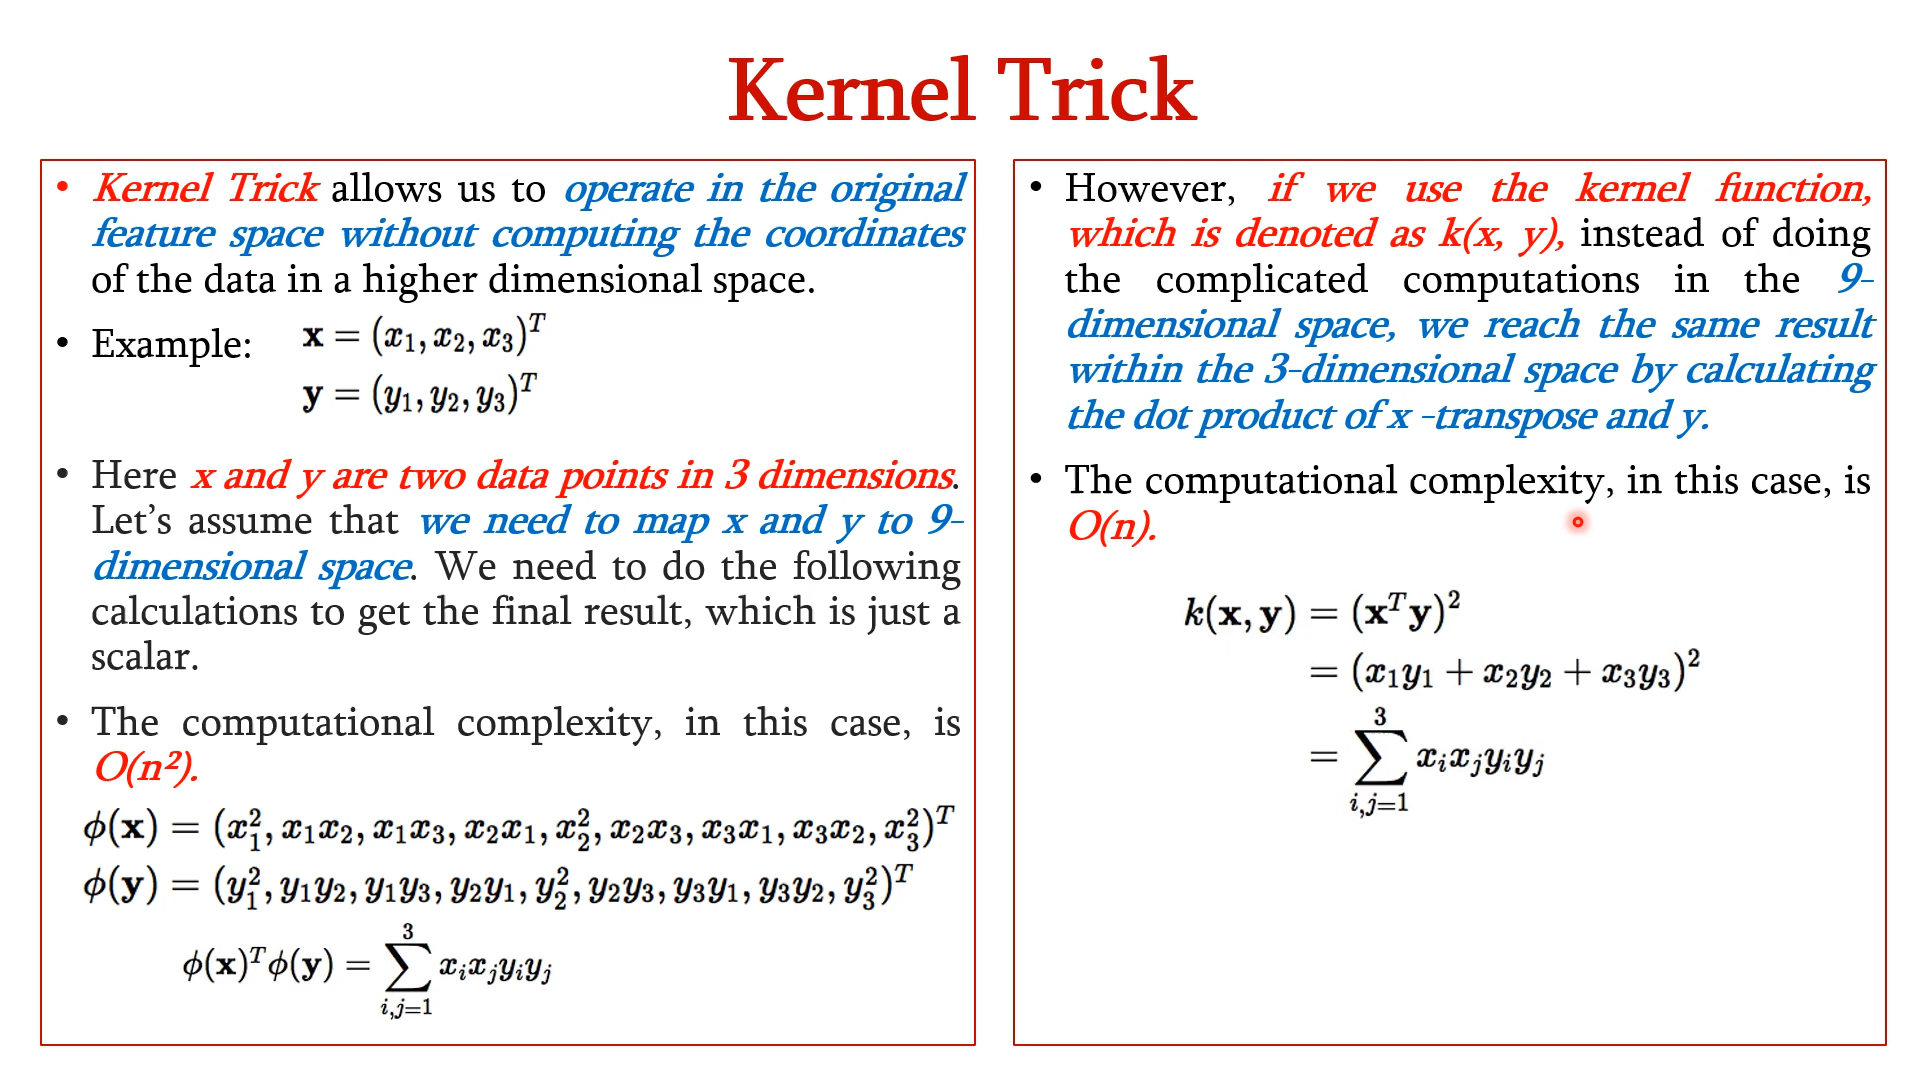 Kernel Trick
• Kernel Trick allows us to operate in the original
feature space without computing the coordinates
of the data in a higher dimensional space.
• Example:
x = (x₁, x₂, x₃)ᵀ
y = (y₁, y₂, y₃)ᵀ
• Here x and y are two data points in 3 dimensions.
Let’s assume that we need to map x and y to 9-
dimensional space. We need to do the following
calculations to get the final result, which is just a
scalar.
• The computational complexity, in this case, is
O(n²).
ϕ(x) = (x₁², x₁x₂, x₁x₃, x₂x₁, x₂², x₂x₃, x₃x₁, x₃x₂, x₃²)ᵀ
ϕ(y) = (y₁², y₁y₂, y₁y₃, y₂y₁, y₂², y₂y₃, y₃y₁, y₃y₂, y₃²)ᵀ
3
ϕ(x)ᵀϕ(y) = ∑ xᵢxⱼyᵢyⱼ
i,j=1
• However, if we use the kernel function,
which is denoted as k(x, y), instead of doing
the complicated computations in the 9-
dimensional space, we reach the same result
within the 3-dimensional space by calculating
the dot product of x -transpose and y.
• The computational complexity, in this case, is
O(n).
k(x, y) = (xᵀy)²
= (x₁y₁ + x₂y₂ + x₃y₃)²
3
= ∑ xᵢxⱼyᵢyⱼ
i,j=1